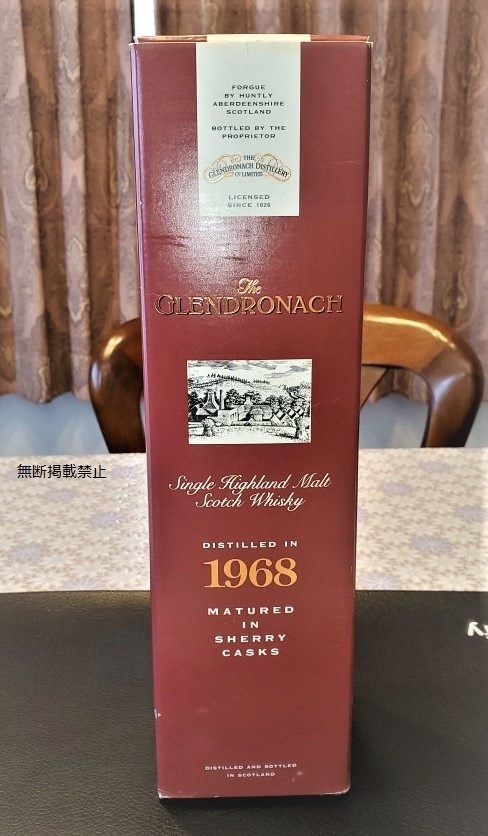 FORGUE
BY HUNTLY
ABERDEENSHIRE
SCOTLAND
BOTTLED BY THE
PROPRIETOR
THE
GLENDRONACH DISTILLERY
CO LIMITED
LICENSED
SINCE 1826
The
GLENDRONACH
無断掲載禁止
Single Highland Malt
Scotch Whisky
DISTILLED IN
1968
MATURED
IN
SHERRY
CASKS
DISTILLED AND BOTTLED
IN SCOTLAND